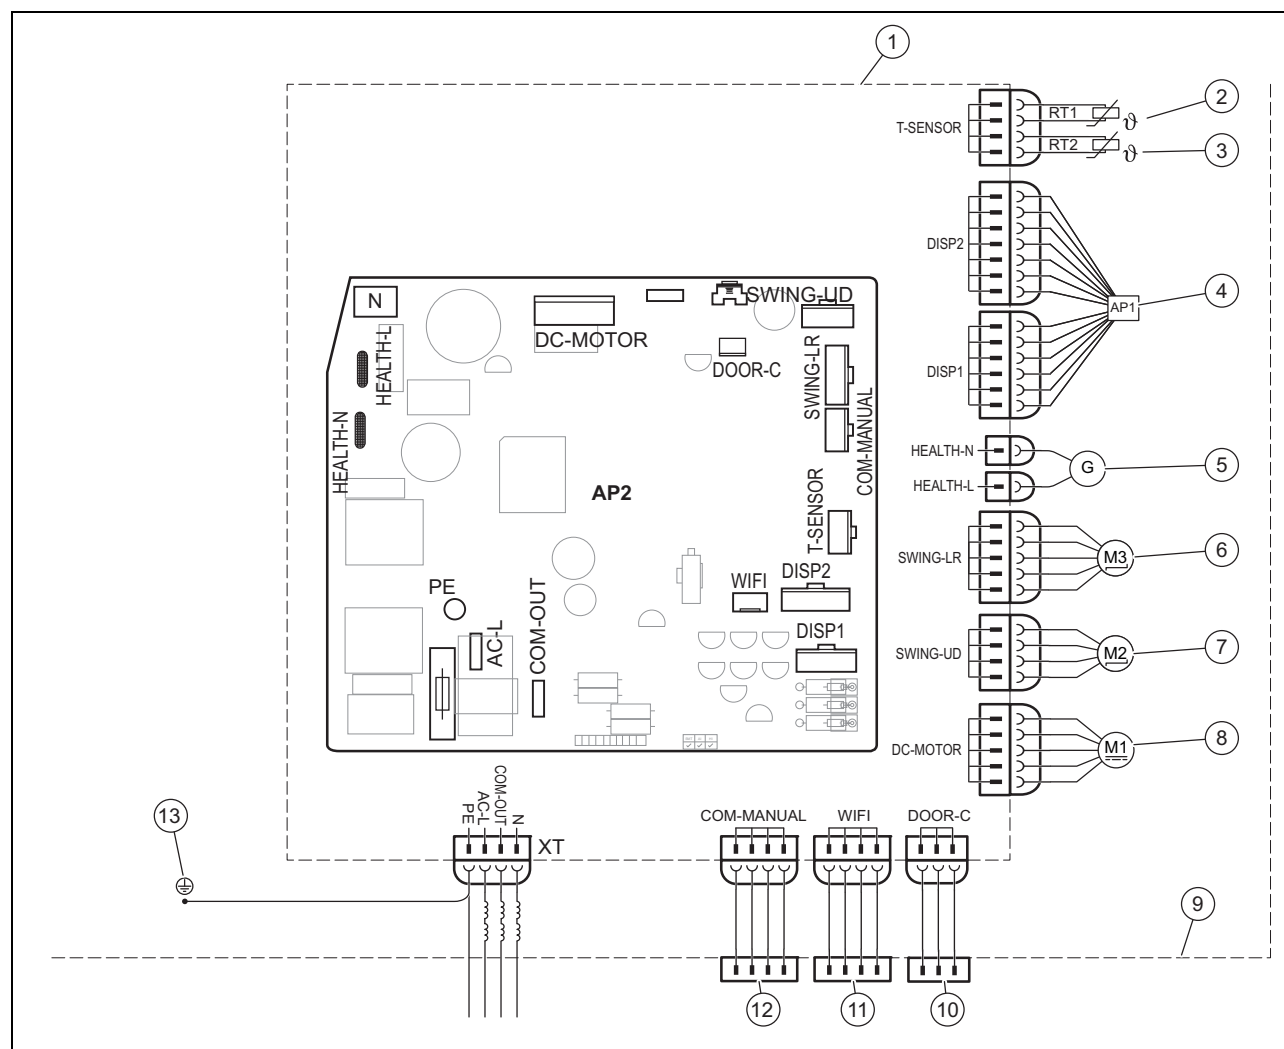 1
2
RT1
ϑ
T-SENSOR
RT2
ϑ
3
DISP2
4
AP1
N
SWING-UD
DC-MOTOR
HEALTH-L
DOOR-C
SWING-LR
DISP1
COM-MANUAL
HEALTH-N
HEALTH-N
G
5
HEALTH-L
AP2
T-SENSOR
SWING-LR
M3
6
PE
WIFI
DISP2
AC-L
COM-OUT
DISP1
SWING-UD
M2
7
DC-MOTOR
M1
8
13
PE
AC-L
COM-OUT
N
XT
COM-MANUAL
WIFI
DOOR-C
9
12
11
10